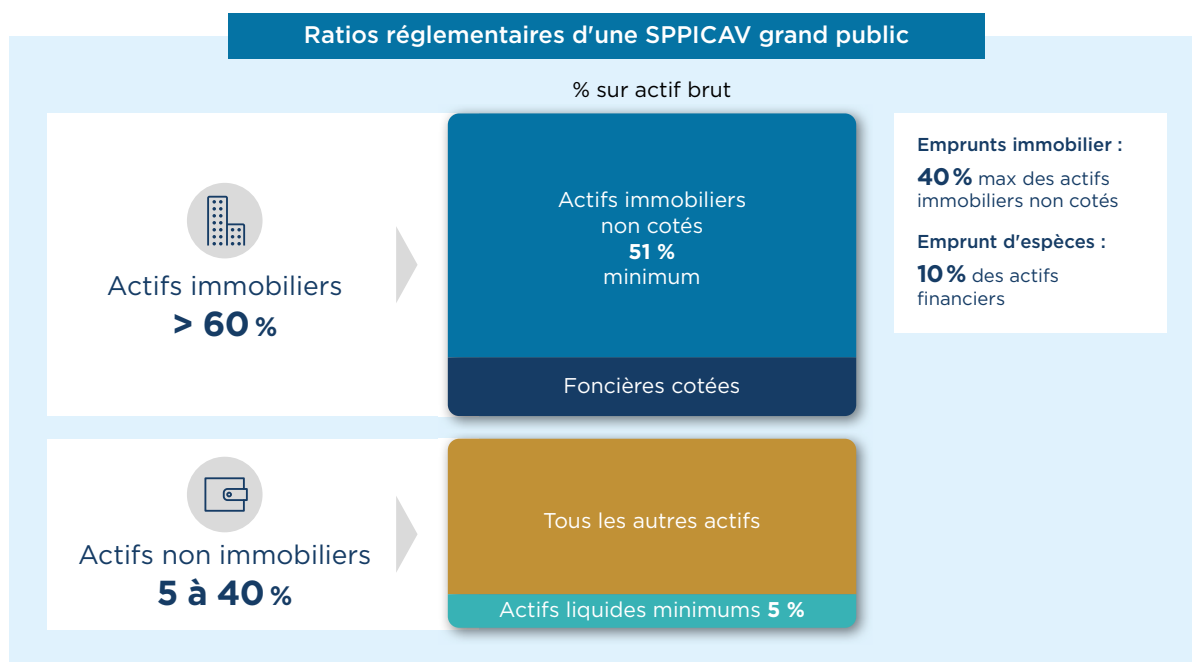 Ratios réglementaires d'une SPPICAV grand public
% sur actif brut
Actifs immobiliers
> 60 %
Actifs immobiliers
non cotés
51 %
minimum
Foncières cotées
Emprunts immobilier :
40 % max des actifs
immobiliers non cotés
Emprunt d'espèces :
10 % des actifs
financiers
Actifs non immobiliers
5 à 40 %
Tous les autres actifs
Actifs liquides minimums 5 %